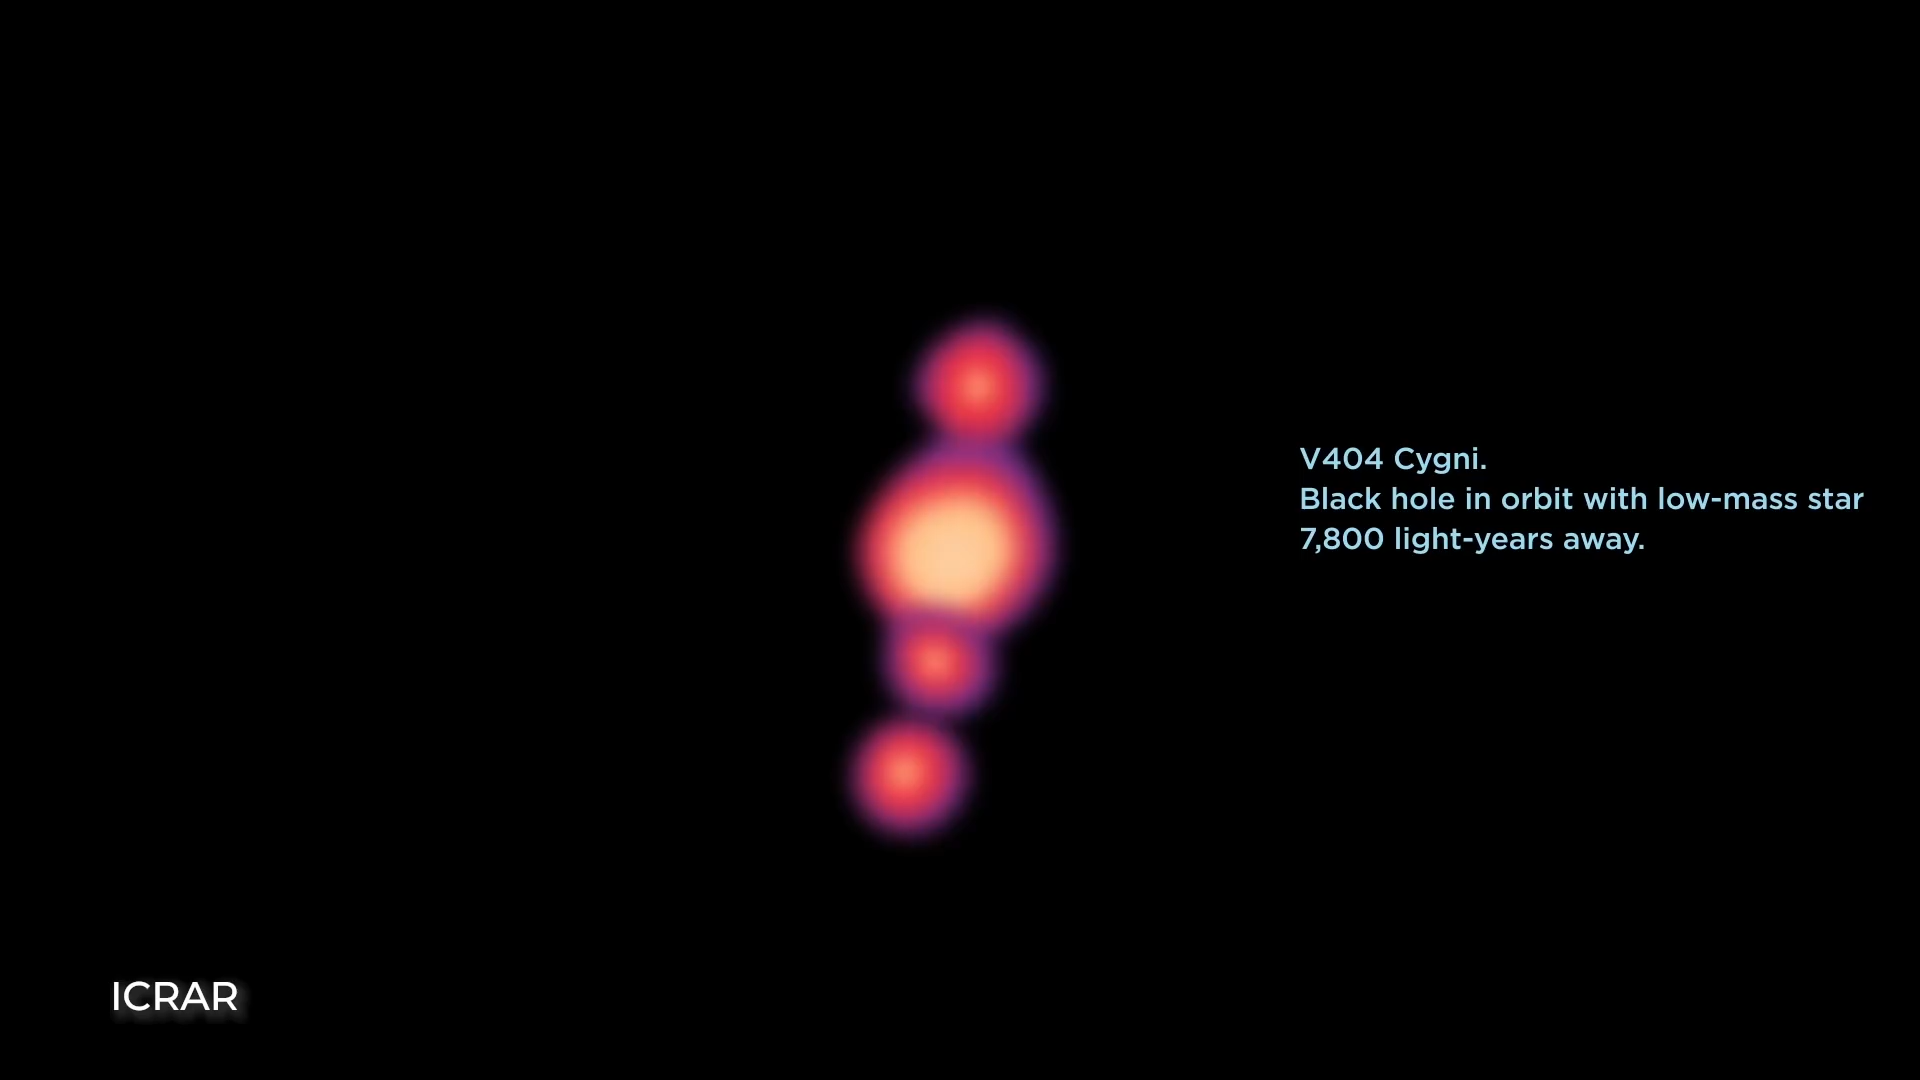 V404 Cygni.
Black hole in orbit with low-mass star
7,800 light-years away.
ICRAR